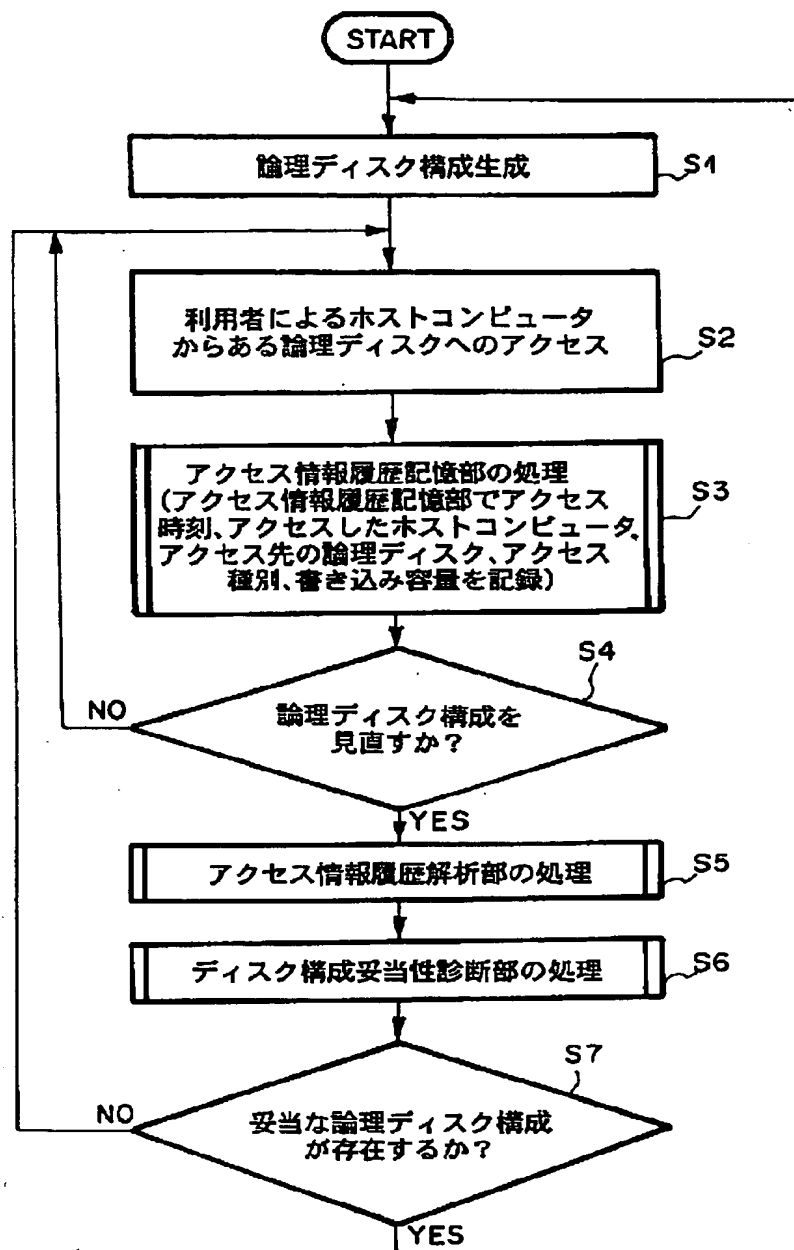 START
論理ディスク構成生成
S1
利用者によるホストコンピュータ
からある論理ディスクへのアクセス
S2
アクセス情報履歴記憶部の処理
(アクセス情報履歴記憶部でアクセス
時刻、アクセスしたホストコンピュータ、
アクセス先の論理ディスク、アクセス
種別、書き込み容量を記録)
S3
S4
論理ディスク構成を
見直すか?
NO
YES
アクセス情報履歴解析部の処理
S5
ディスク構成妥当性診断部の処理
S6
S7
妥当な論理ディスク構成
が存在するか?
NO
YES